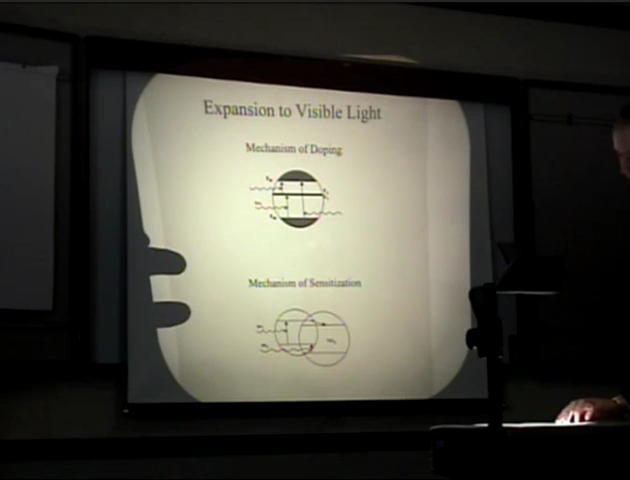 Expansion to Visible Light
Mechanism of Doping
Mechanism of Sensitization